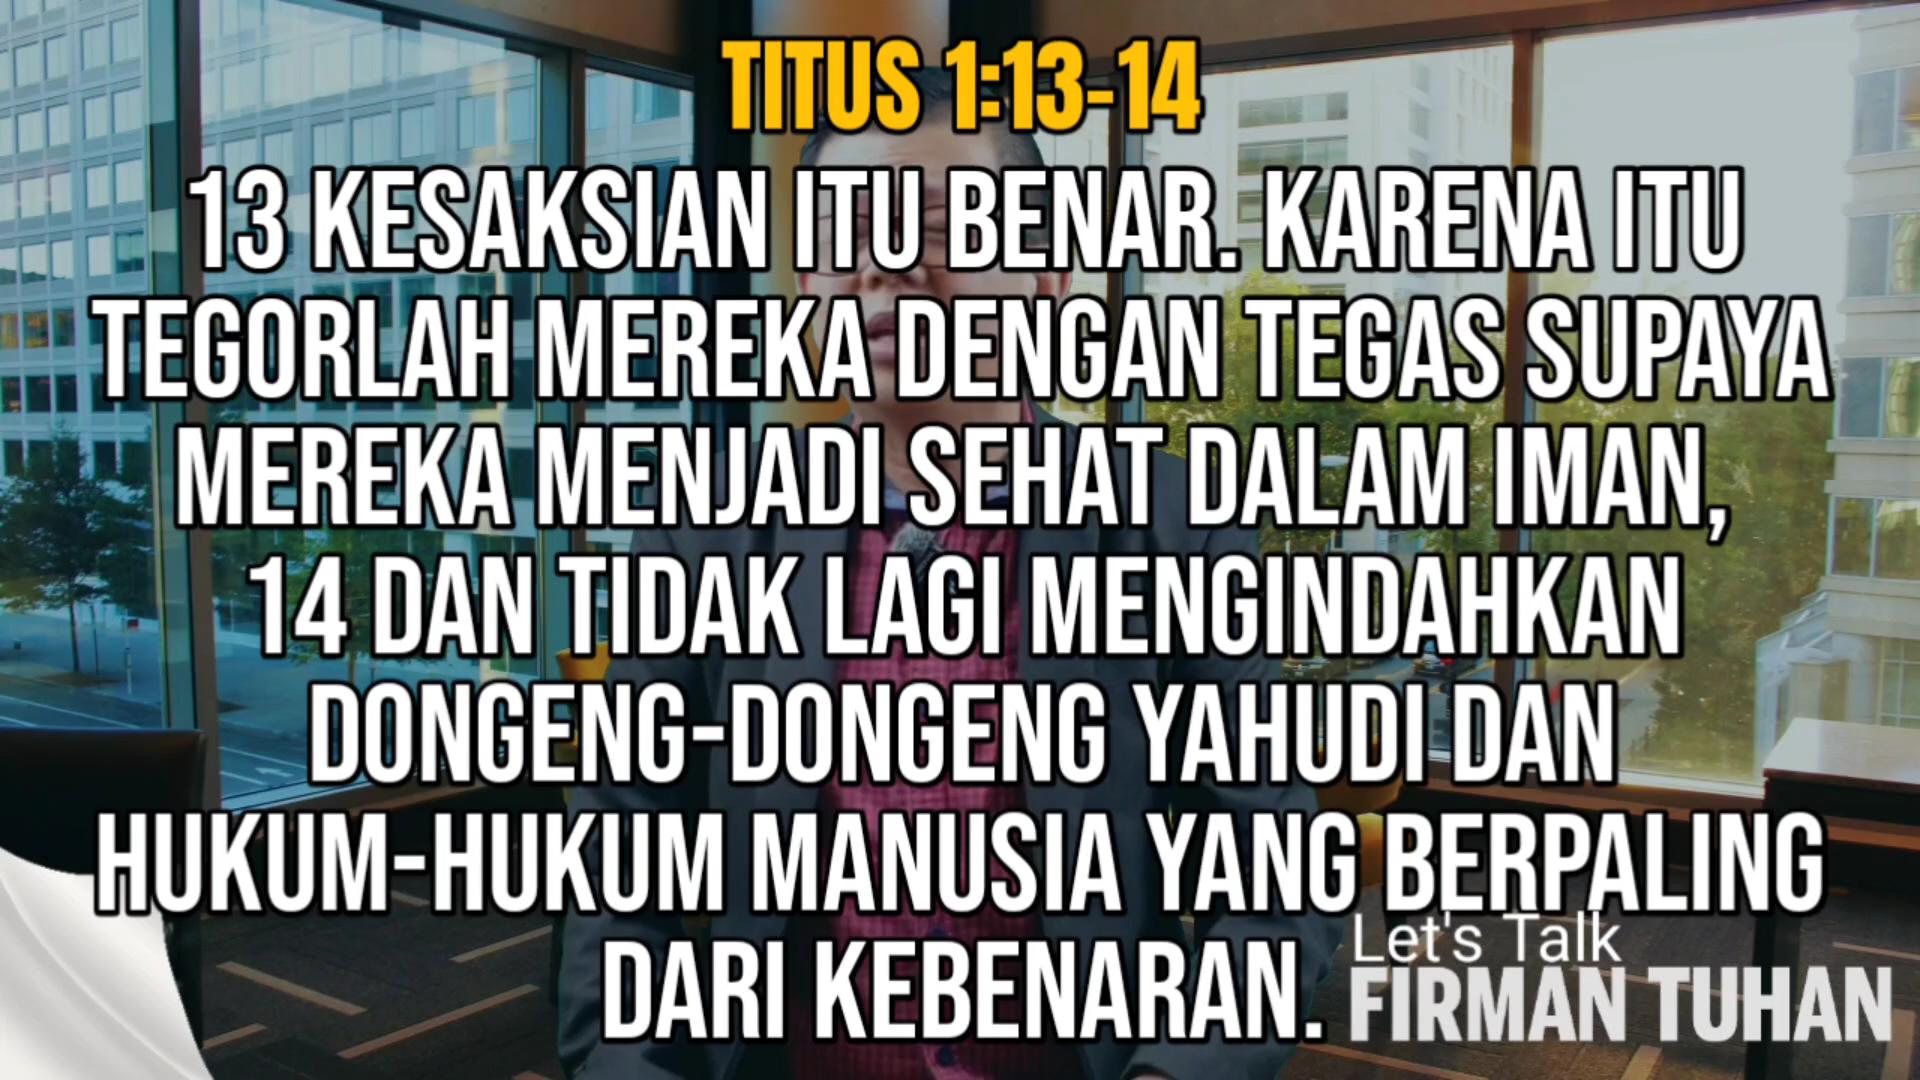 TITUS 1:13-14
13 KESAKSIAN ITU BENAR. KARENA ITU
TEGORLAH MEREKA DENGAN TEGAS SUPAYA
MEREKA MENJADI SEHAT DALAM IMAN,
14 DAN TIDAK LAGI MENGINDAHKAN
DONGENG-DONGENG YAHUDI DAN
HUKUM-HUKUM MANUSIA YANG BERPALING
DARI KEBENARAN.
Let's Talk
FIRMAN TUHAN